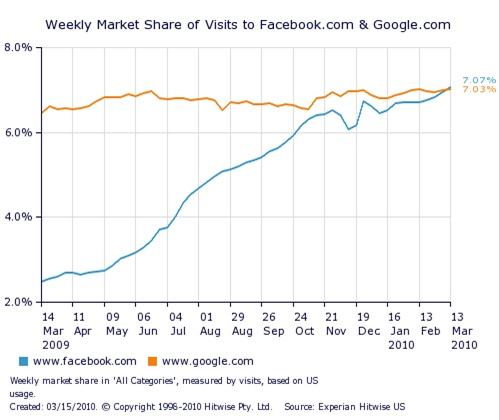 Weekly Market Share of Visits to Facebook.com & Google.com
8.0%
7.07%
7.03%
6.0%
4.0%
2.0%
14 11 09 06 04 01 29 26 24 21 19 16 13 13
Mar Apr May Jun Jul Aug Aug Sep Oct Nov Dec Jan Feb Mar
2009 2010 2010
www.facebook.com www.google.com
Weekly market share in 'All Categories', measured by visits, based on US
usage.
Created: 03/15/2010. © Copyright 1998-2010 Hitwise Pty. Ltd. Source: Experian Hitwise US